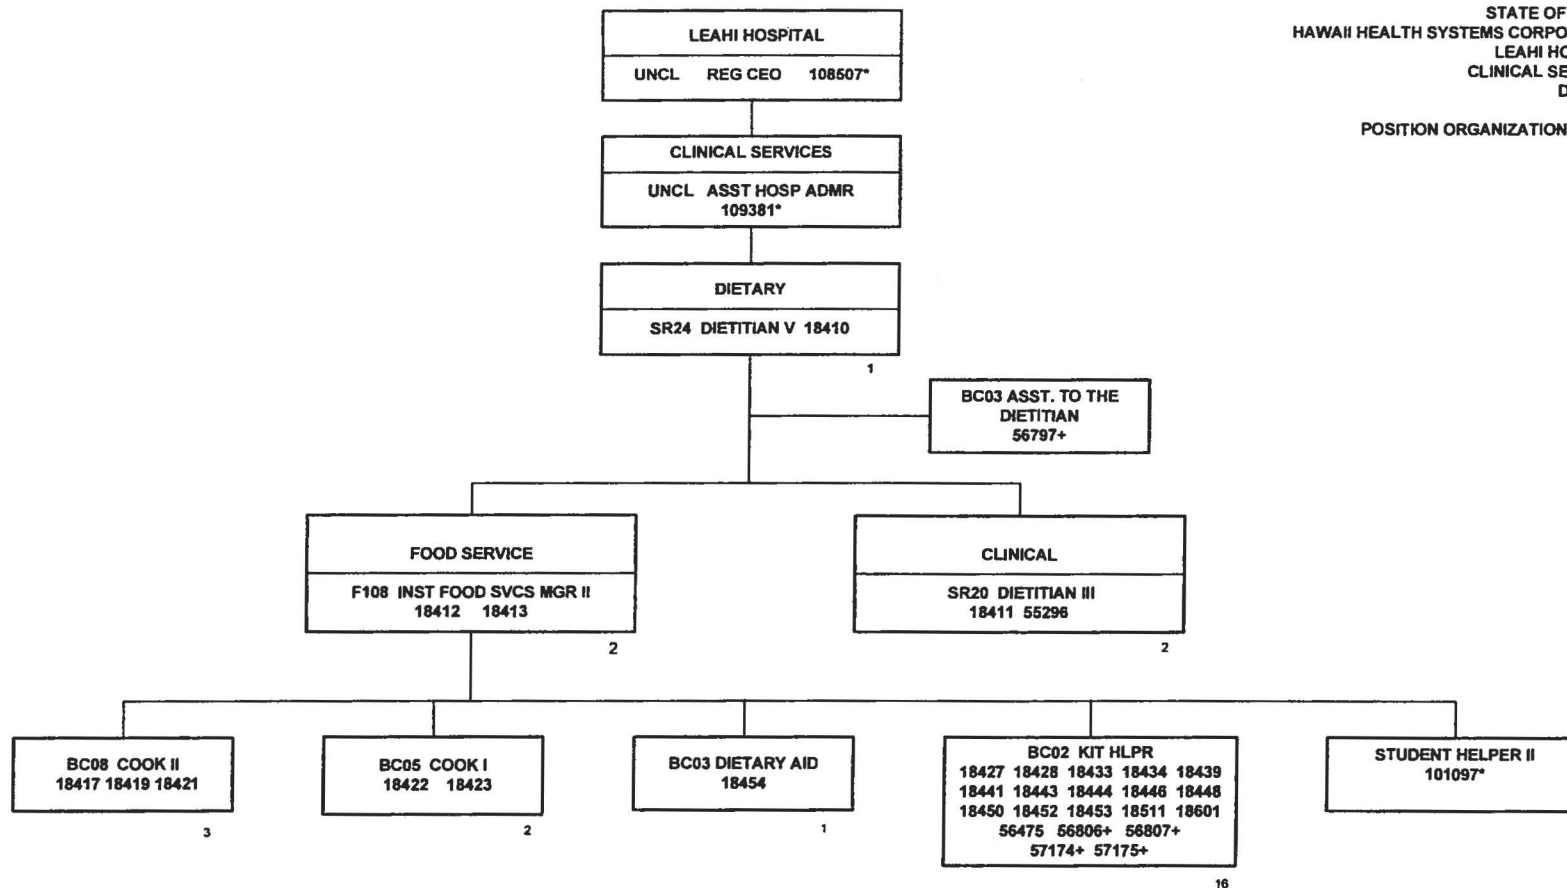 STATE OF
HAWAII HEALTH SYSTEMS CORPO
LEAHI HO
CLINICAL SE
D
POSITION ORGANIZATION
LEAHI HOSPITAL
UNCL REG CEO 108507*
CLINICAL SERVICES
UNCL ASST HOSP ADMR
109381*
DIETARY
SR24 DIETITIAN V 18410
1
BC03 ASST. TO THE
DIETITIAN
56797+
FOOD SERVICE
F108 INST FOOD SVCS MGR II
18412 18413
2
CLINICAL
SR20 DIETITIAN III
18411 55296
2
BC08 COOK II
18417 18419 18421
3
BC05 COOK I
18422 18423
2
BC03 DIETARY AID
18454
1
BC02 KIT HLPR
18427 18428 18433 18434 18439
18441 18443 18444 18446 18448
18450 18452 18453 18511 18601
56475 56806+ 56807+
57174+ 57175+
16
STUDENT HELPER II
101097*